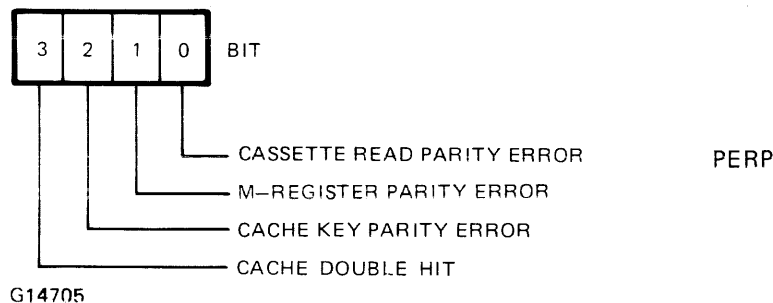 3 2 1 0 BIT
CASSETTE READ PARITY ERROR PERP
M–REGISTER PARITY ERROR
CACHE KEY PARITY ERROR
CACHE DOUBLE HIT
G14705